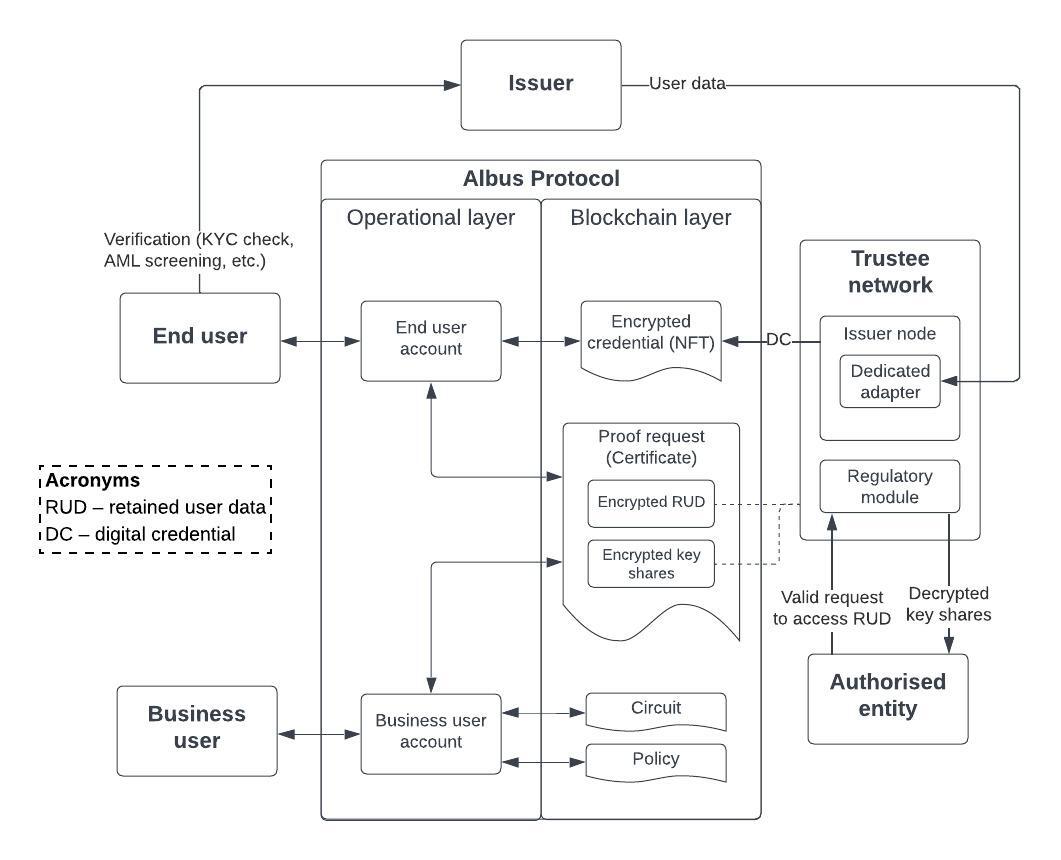 Issuer
User data
Albus Protocol
Operational layer
Blockchain layer
Verification (KYC check,
AML screening, etc.)
Trustee
network
End user
End user
account
Encrypted
credential (NFT)
DC
Issuer node
Dedicated
adapter
Proof request
(Certificate)
Encrypted RUD
Encrypted key
shares
Regulatory
module
Acronyms
RUD – retained user data
DC – digital credential
Valid request
to access RUD
Decrypted
key shares
Authorised
entity
Business
user
Business user
account
Circuit
Policy